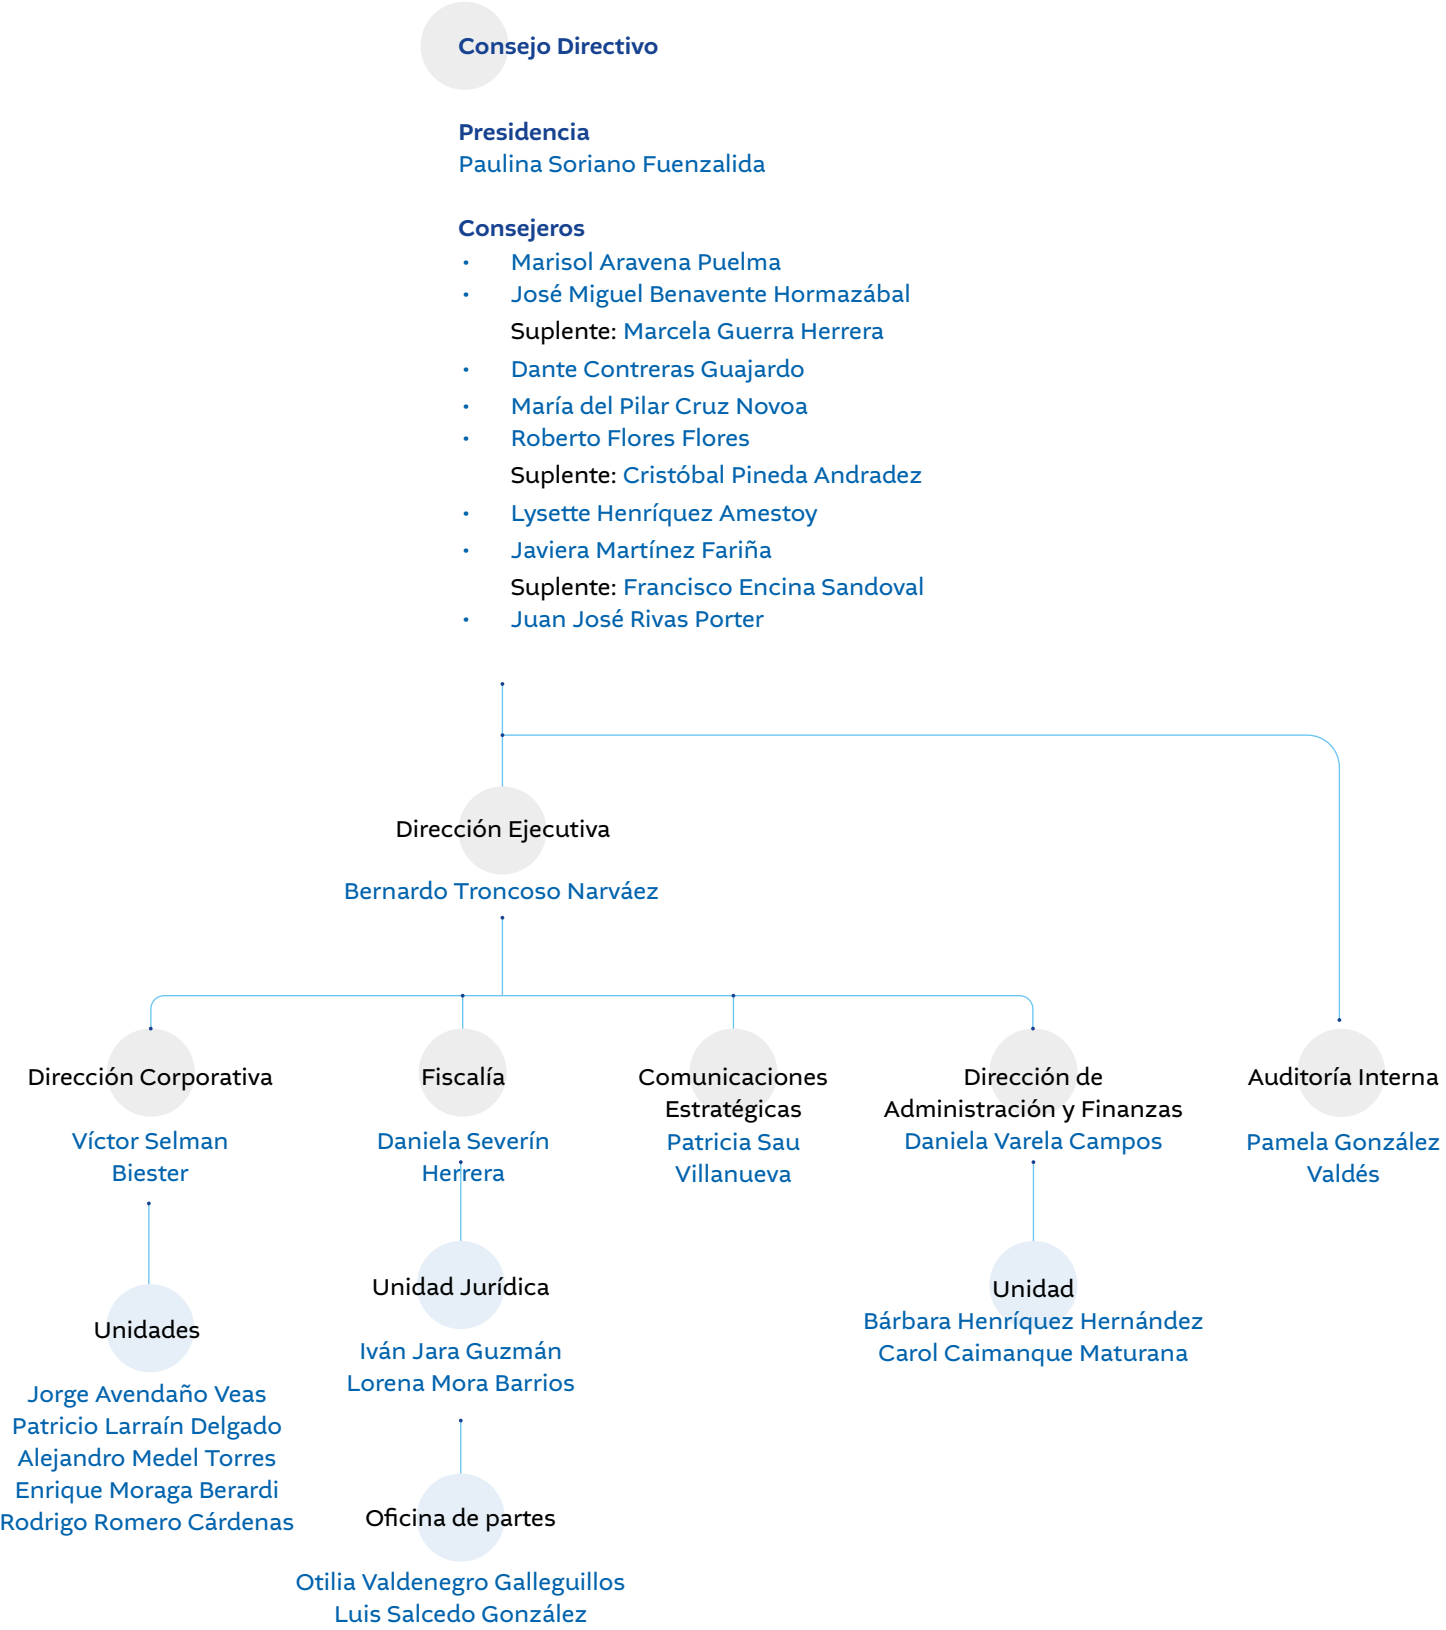 Consejo Directivo
Presidencia
Paulina Soriano Fuenzalida
Consejeros
• Marisol Aravena Puelma
• José Miguel Benavente Hormazábal
Suplente: Marcela Guerra Herrera
• Dante Contreras Guajardo
• María del Pilar Cruz Novoa
• Roberto Flores Flores
Suplente: Cristóbal Pineda Andradez
• Lysette Henríquez Amestoy
• Javiera Martínez Fariña
Suplente: Francisco Encina Sandoval
• Juan José Rivas Porter
Dirección Ejecutiva
Bernardo Troncoso Narváez
Dirección Corporativa
Víctor Selman
Biester
Unidades
Jorge Avendaño Veas
Patricio Larraín Delgado
Alejandro Medel Torres
Enrique Moraga Berardi
Rodrigo Romero Cárdenas
Fiscalía
Daniela Severín
Herrera
Unidad Jurídica
Iván Jara Guzmán
Lorena Mora Barrios
Oficina de partes
Otilia Valdenegro Galleguillos
Luis Salcedo González
Comunicaciones
Estratégicas
Patricia Sau
Villanueva
Dirección de
Administración y Finanzas
Daniela Varela Campos
Unidad
Bárbara Henríquez Hernández
Carol Caimanque Maturana
Auditoría Interna
Pamela González
Valdés